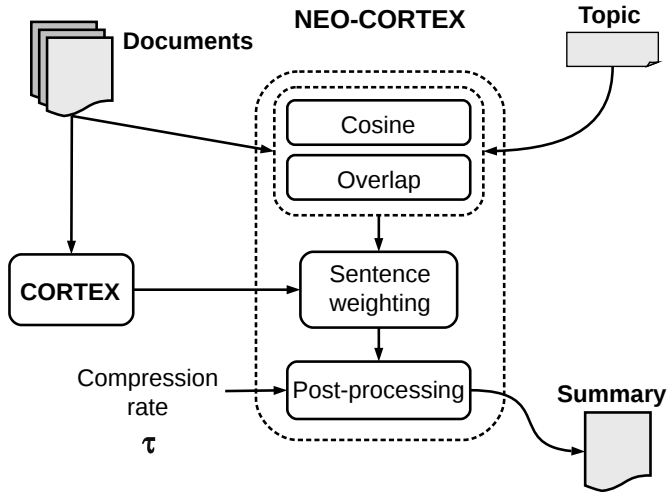 NEO-CORTEX
Topic
Documents
Cosine
Overlap
CORTEX
Sentence
weighting
Compression
rate
τ
Post-processing
Summary